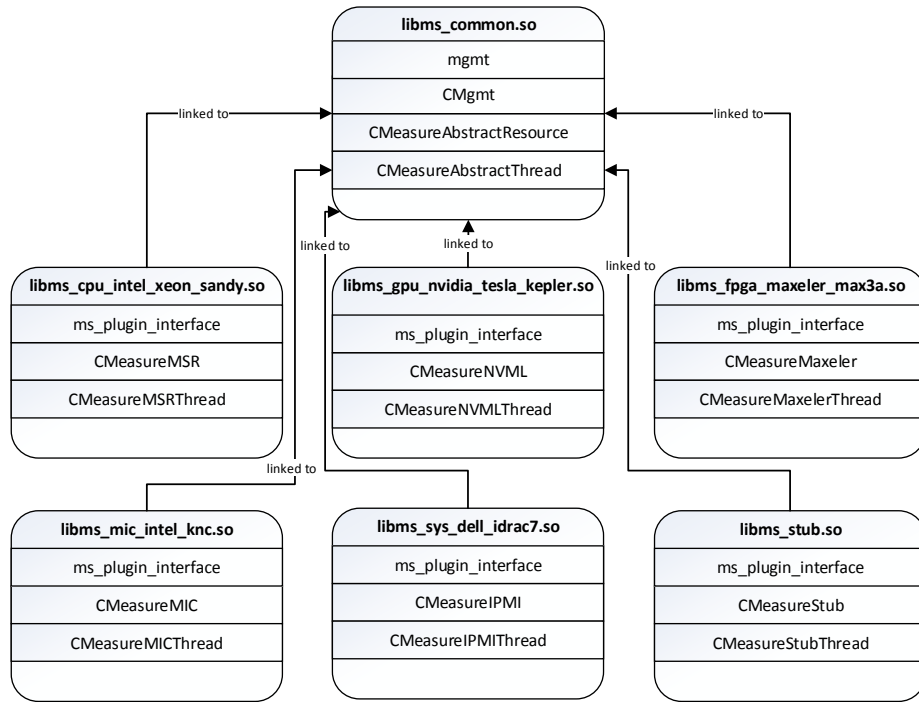 libms_common.so
mgmt
CMgmt
CMeasureAbstractResource
CMeasureAbstractThread
linked to
linked to
linked to
linked to
linked to
libms_cpu_intel_xeon_sandy.so
ms_plugin_interface
CMeasureMSR
CMeasureMSRThread
libms_gpu_nvidia_tesla_kepler.so
ms_plugin_interface
CMeasureNVML
CMeasureNVMLThread
libms_fpga_maxeler_max3a.so
ms_plugin_interface
CMeasureMaxeler
CMeasureMaxelerThread
linked to
libms_mic_intel_knc.so
ms_plugin_interface
CMeasureMIC
CMeasureMICThread
libms_sys_dell_idrac7.so
ms_plugin_interface
CMeasureIPMI
CMeasureIPMIThread
libms_stub.so
ms_plugin_interface
CMeasureStub
CMeasureStubThread